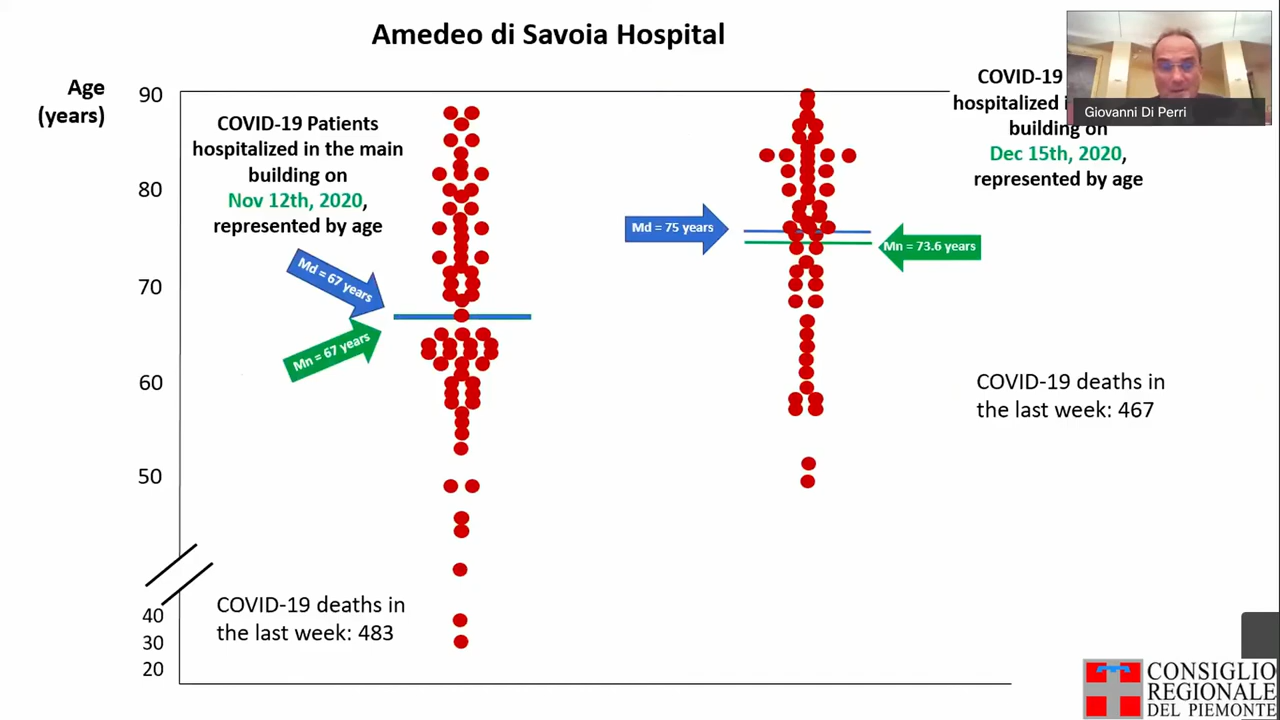 Amedeo di Savoia Hospital
Age
(years)
90
80
70
60
50
40
30
20
COVID-19 Patients
hospitalized in the main
building on
Nov 12th, 2020,
represented by age
Md = 67 years
Mn = 67 years
COVID-19 deaths in
the last week: 483
Md = 75 years
Mn = 73.6 years
COVID-19
hospitalized
building on
Dec 15th, 2020,
represented by age
Giovanni Di Perri
COVID-19 deaths in
the last week: 467
CONSIGLIO
REGIONALE
DEL PIEMONTE